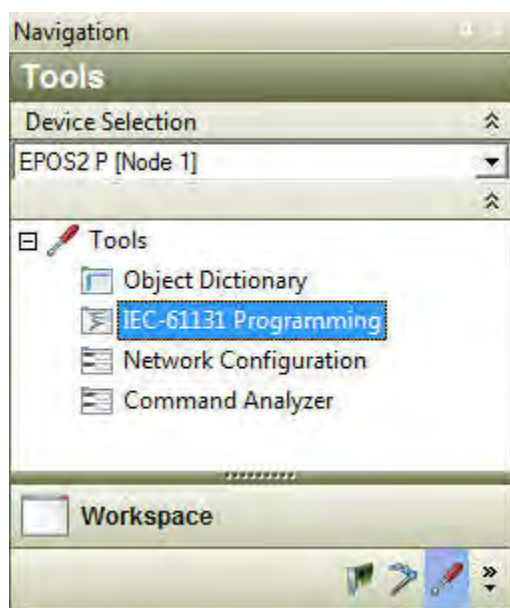 Navigation
Tools
Device Selection
EPOS2 P [Node 1]
Tools
Object Dictionary
IEC-61131 Programming
Network Configuration
Command Analyzer
Workspace